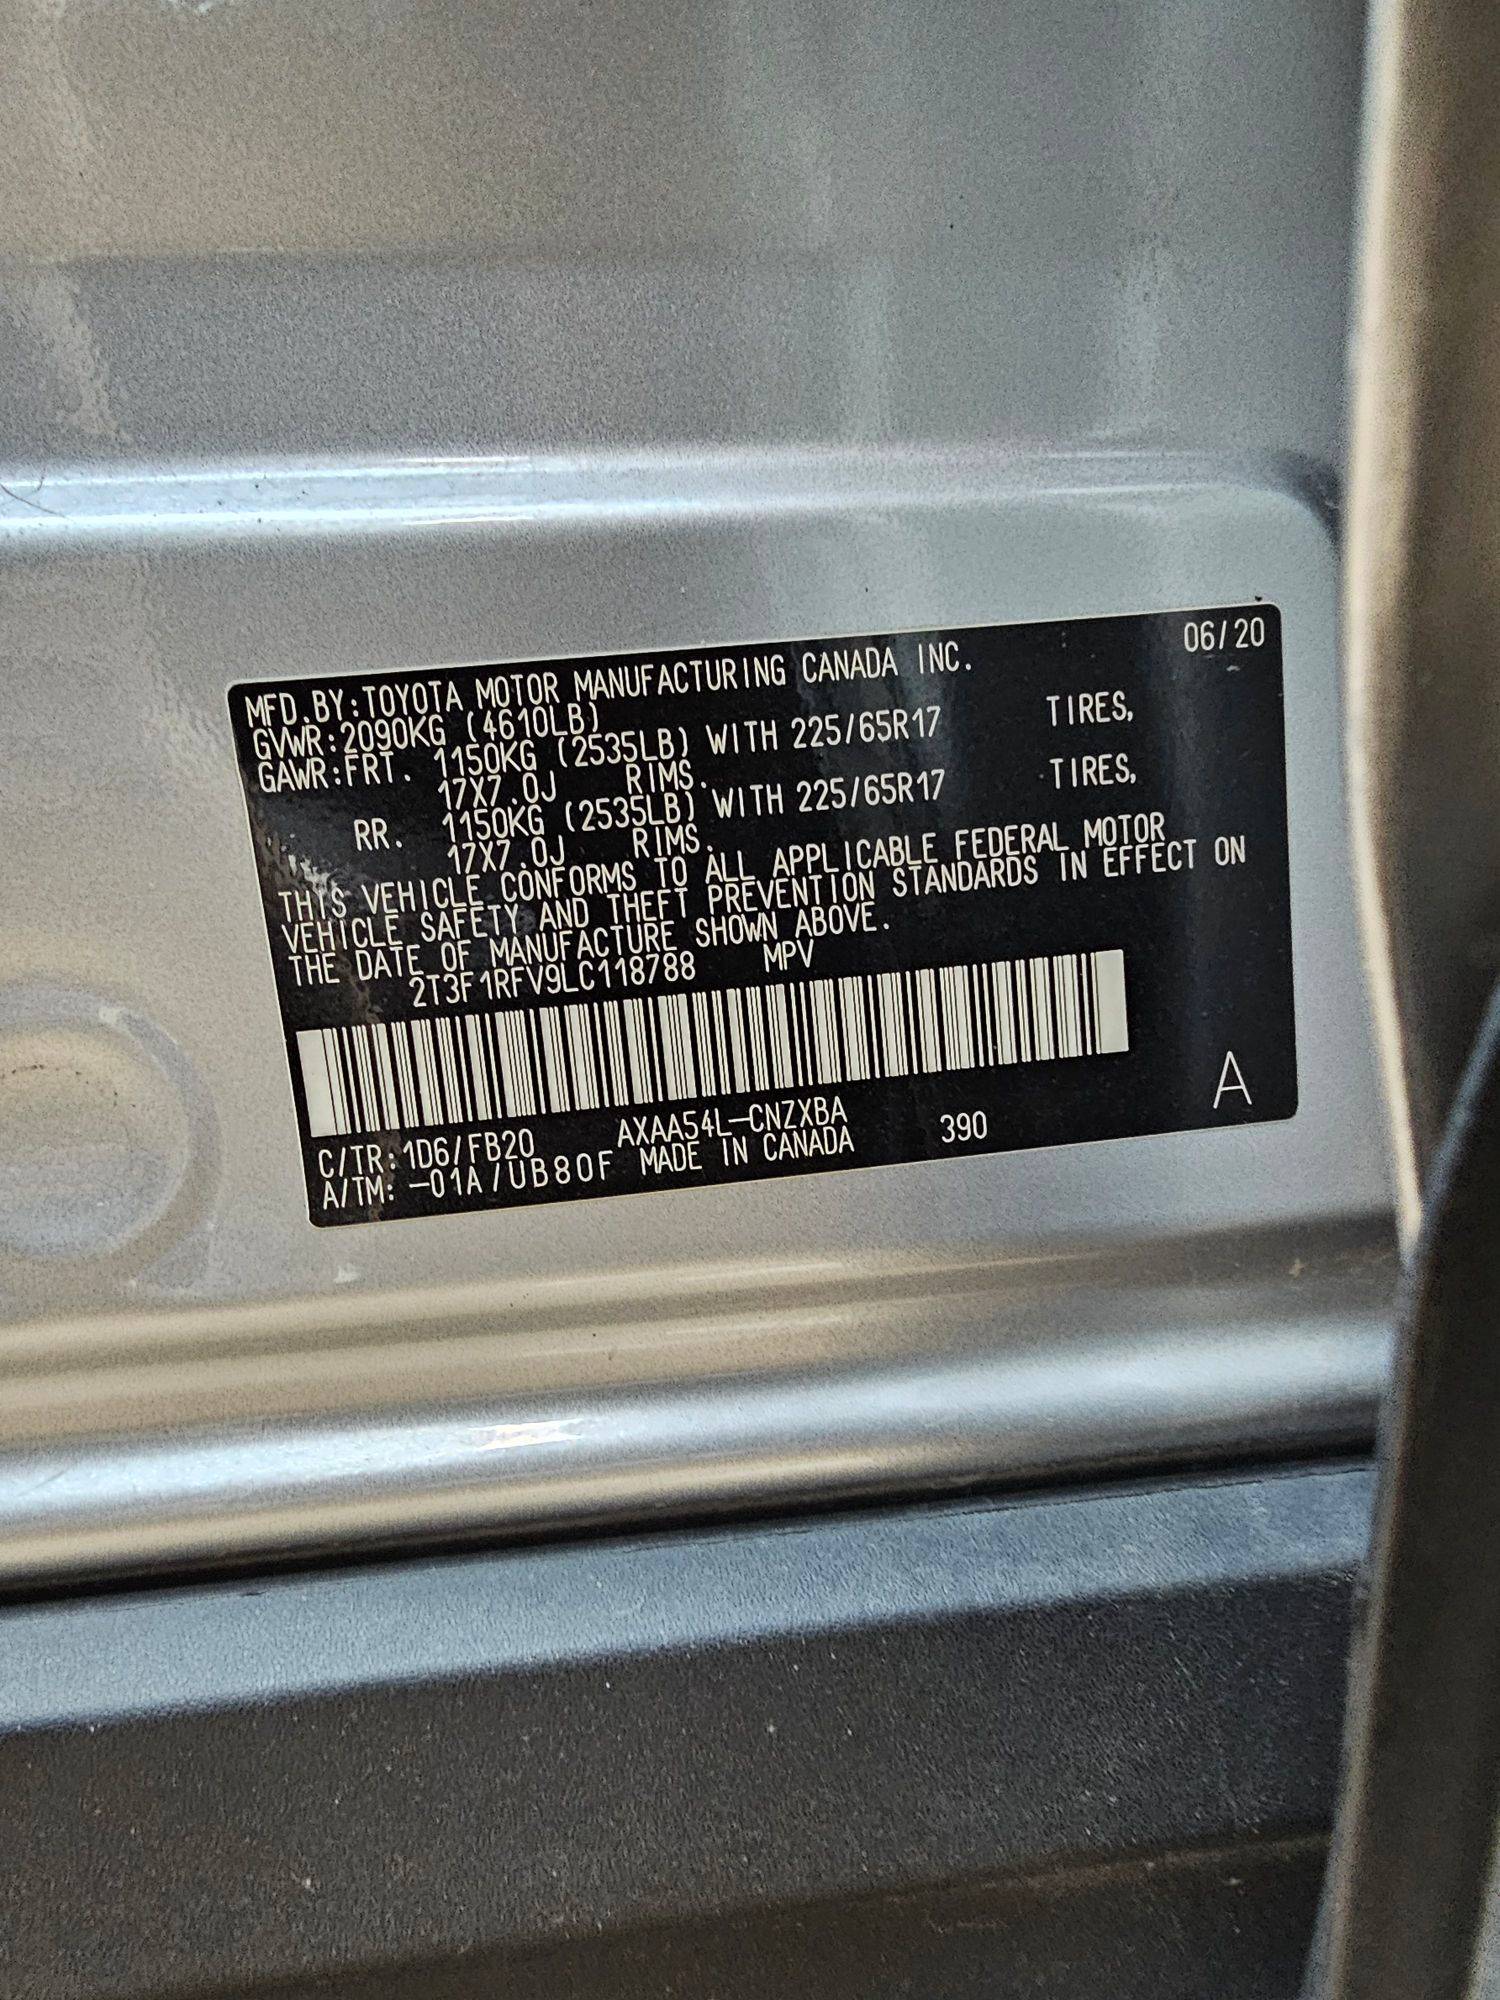 06/20
MFD.BY:TOYOTA MOTOR MANUFACTURING CANADA INC.
GVWR:2090KG (4610LB)
GAWR:FRT. 1150KG (2535LB) WITH 225/65R17 TIRES,
17X7.0J RIMS.
RR. 1150KG (2535LB) WITH 225/65R17 TIRES,
17X7.0J RIMS.
THIS VEHICLE CONFORMS TO ALL APPLICABLE FEDERAL MOTOR
VEHICLE SAFETY AND THEFT PREVENTION STANDARDS IN EFFECT ON
THE DATE OF MANUFACTURE SHOWN ABOVE.
2T3F1RFV9LC118788 MPV
C/TR:1D6/FB20 AXAA54L-CNZXBA
A/TM: -01A/UB80F MADE IN CANADA 390
A